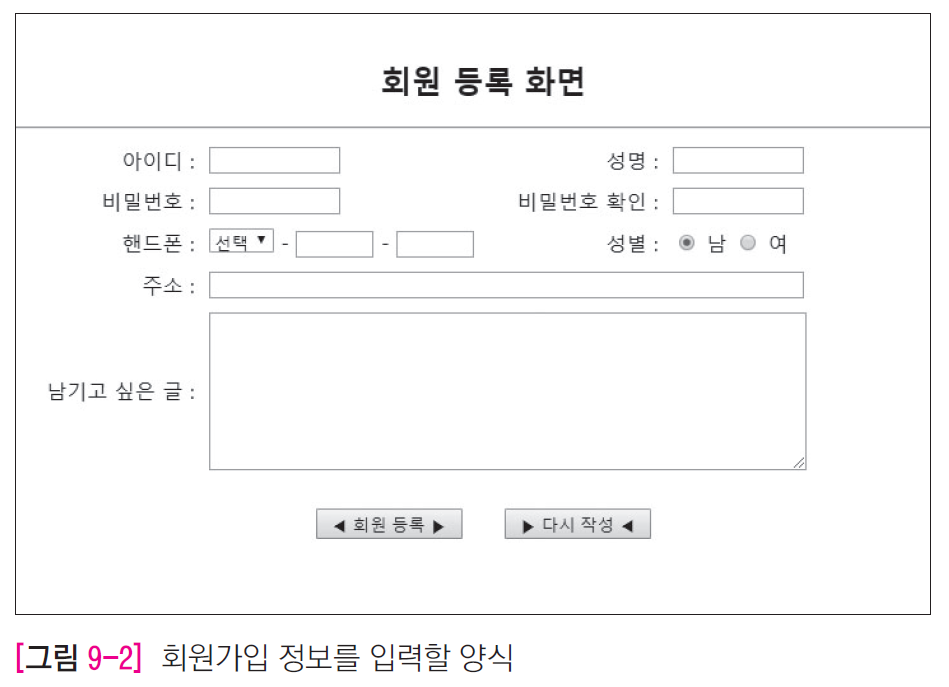 회원 등록 화면
아이디 : 성명 :
비밀번호 : 비밀번호 확인 :
핸드폰 : 선택 ▼ - - 성별 : 남 여
주소 :
남기고 싶은 글 :
◀ 회원 등록 ▶ ▶ 다시 작성 ◀
[그림 9-2] 회원가입 정보를 입력할 양식